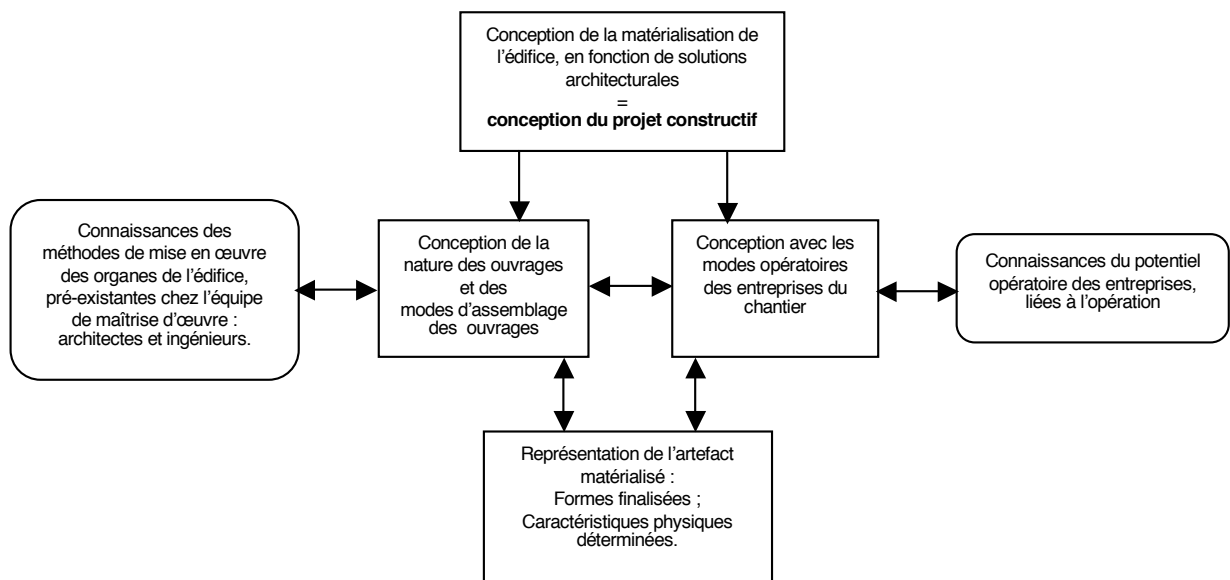 Conception de la matérialisation de
l'édifice, en fonction de solutions
architecturales
=
conception du projet constructif
Connaissances des
méthodes de mise en œuvre
des organes de l'édifice,
pré-existantes chez l'équipe
de maîtrise d'œuvre :
architectes et ingénieurs.
Conception de la
nature des ouvrages
et des
modes d'assemblage
des ouvrages
Conception avec les
modes opératoires
des entreprises du
chantier
Connaissances du potentiel
opératoire des entreprises,
liées à l'opération
Représentation de l'artefact
matérialisé :
Formes finalisées ;
Caractéristiques physiques
déterminées.